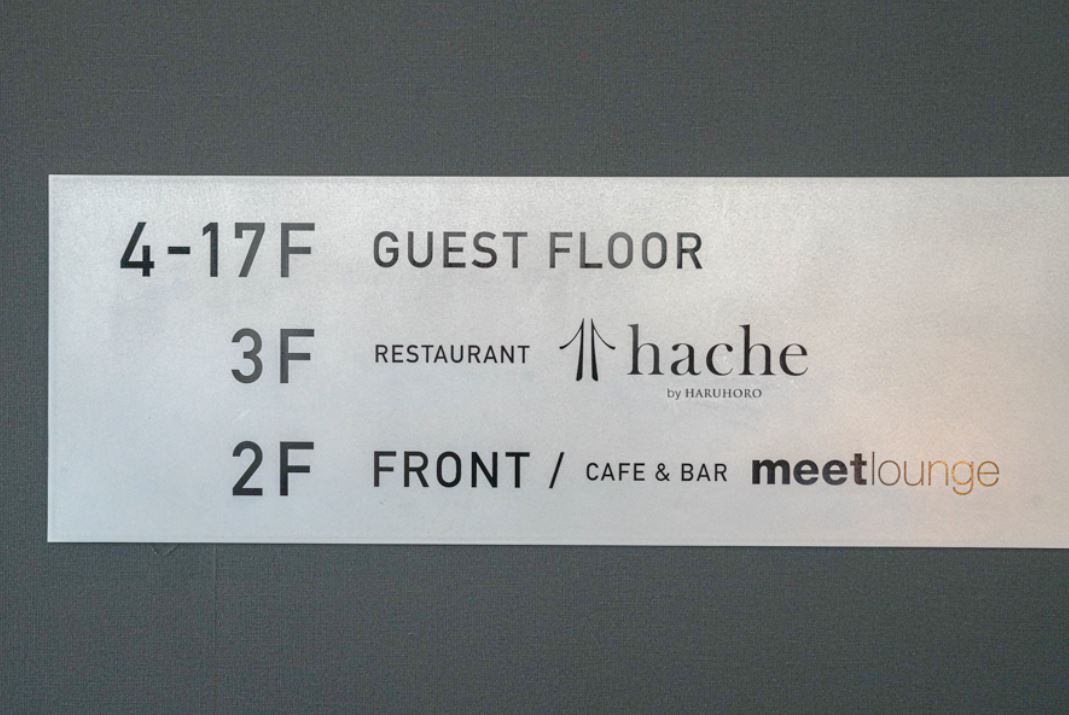 4-17F GUEST FLOOR
3F RESTAURANT hache
by HARUHORO
2F FRONT / CAFE & BAR meetlounge